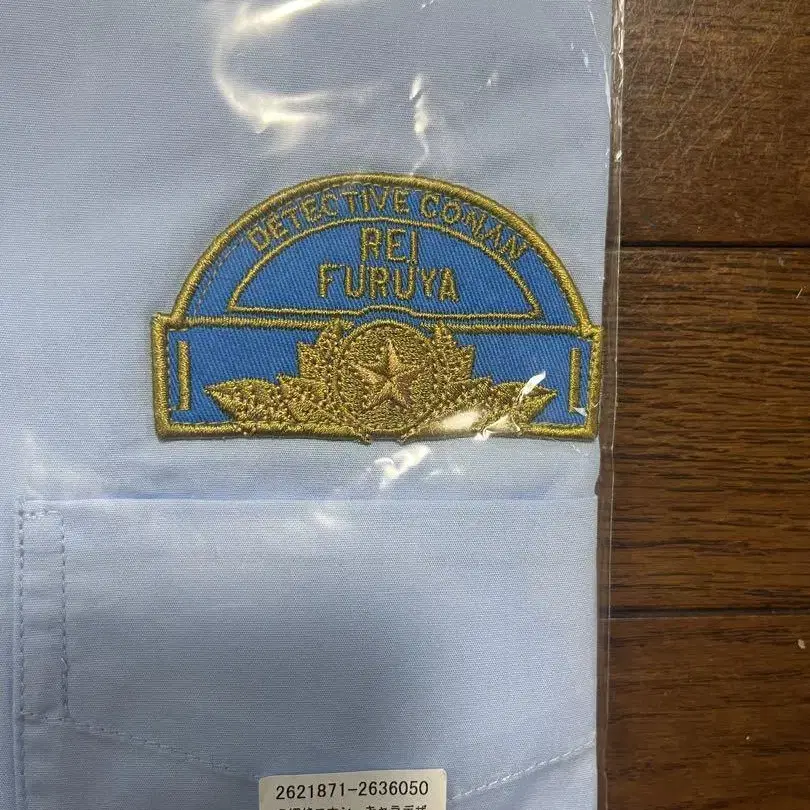 DETECTIVE CONAN
REI
FURUYA
2621871-2636050